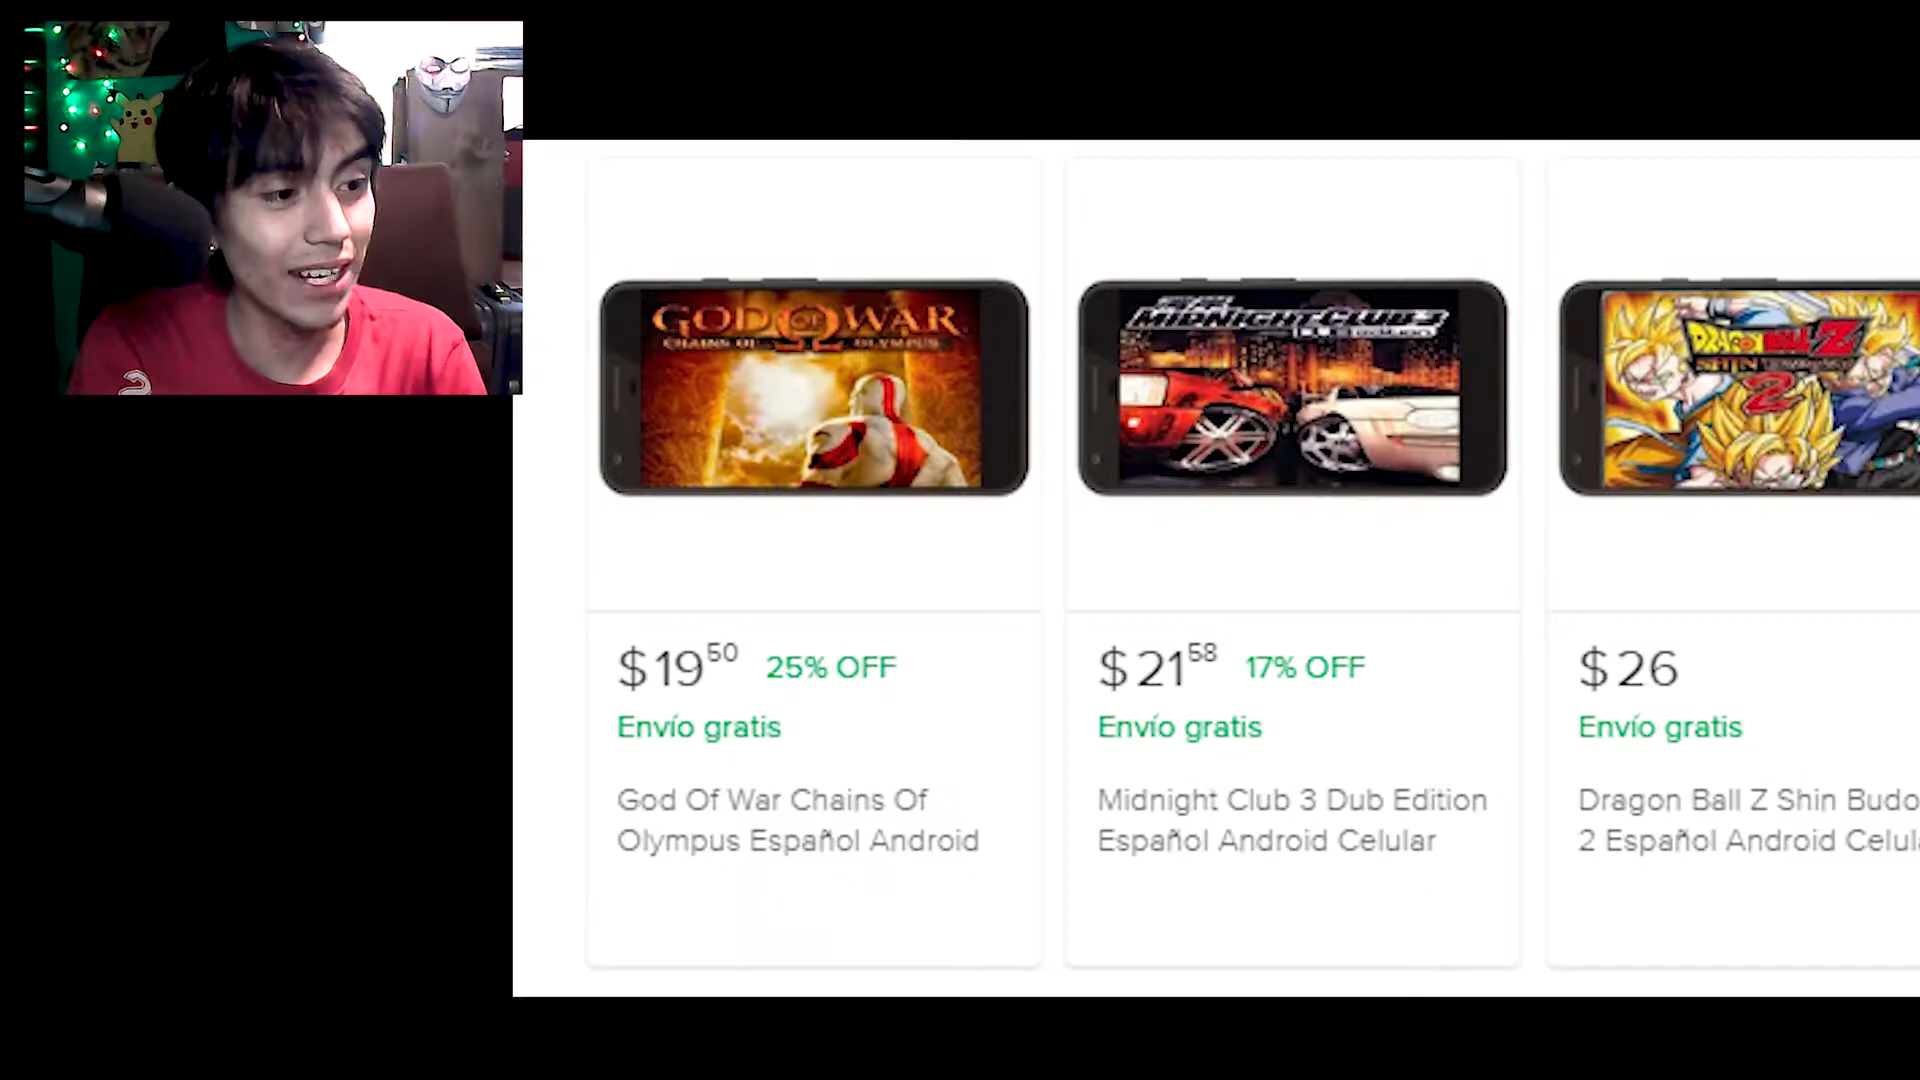 GOD OF WAR
CHAINS OF OLYMPUS
MIDNIGHT CLUB 3
DRAGON BALL Z
SHIN
2
$19 50 25% OFF
Envío gratis
God Of War Chains Of
Olympus Español Android
$21 58 17% OFF
Envío gratis
Midnight Club 3 Dub Edition
Español Android Celular
$26
Envío gratis
Dragon Ball Z Shin Budo
2 Español Android Celul